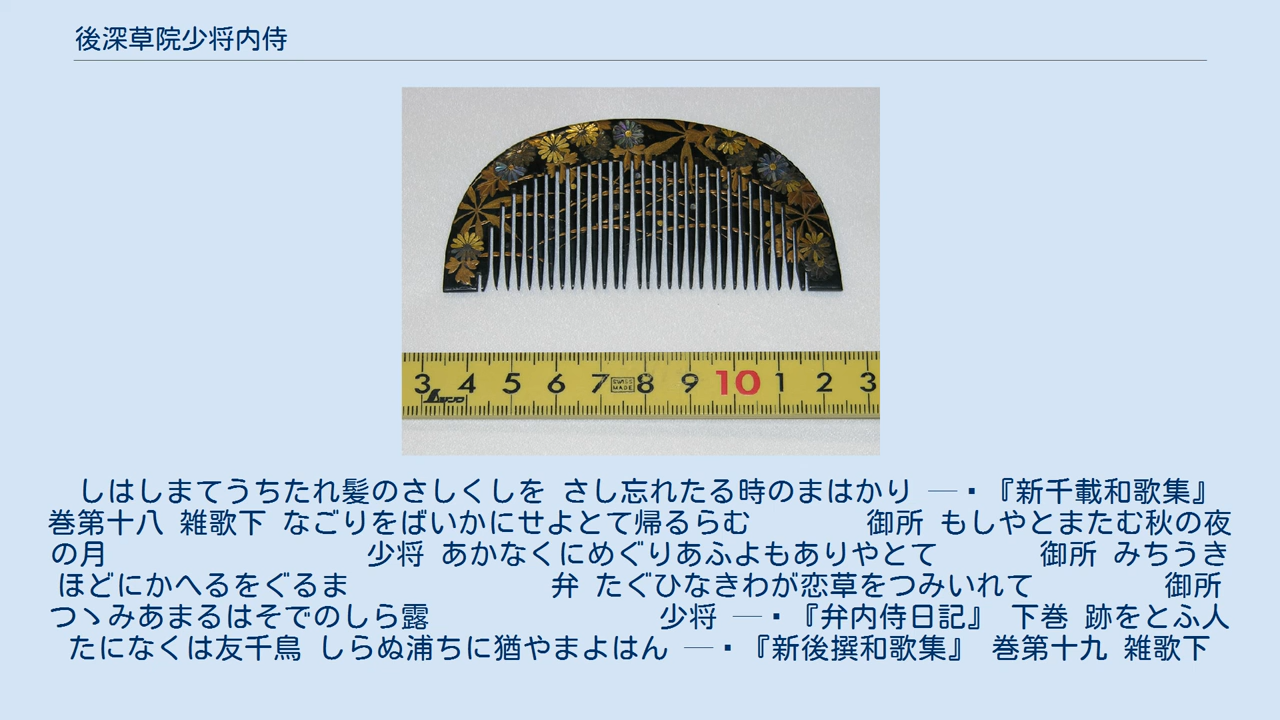 後深草院少将内侍
3 4 5 6 7 SWISS MADE 8 9 10 1 2 3
しはしまてうちたれ髪のさしくしを さし忘れたる時のまはかり ─・『新千載和歌集』
巻第十八 雑歌下 なごりをばいかにせよとて帰るらむ 御所 もしやとまたむ秋の夜
の月 少将 あかなくにめぐりあふよもありやとて 御所 みちうき
ほどにかへるをぐるま 弁 たぐひなきわが恋草をつみいれて 御所
つゝみあまるはそでのしら露 少将 ─・『弁内侍日記』 下巻 跡をとふ人
たになくは友千鳥 しらぬ浦ちに猶やまよはん ─・『新後撰和歌集』 巻第十九 雑歌下